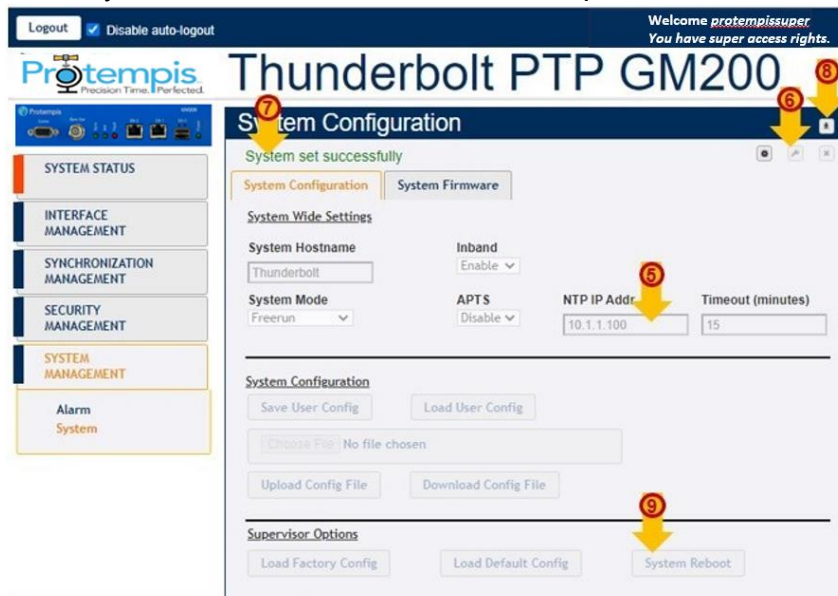 Logout Disable auto-logout
Welcome protempissuper
You have super access rights.
Protempis
Precision Time. Perfected.
Thunderbolt PTP GM200
8
6
7
System Configuration
System set successfully
SYSTEM STATUS
System Configuration System Firmware
INTERFACE
MANAGEMENT
System Wide Settings
System Hostname Inband
Thunderbolt Enable
SYNCHRONIZATION
MANAGEMENT
5
System Mode APTS NTP IP Addr Timeout (minutes)
Freerun Disable 10.1.1.100 15
SECURITY
MANAGEMENT
SYSTEM
MANAGEMENT
System Configuration
Alarm
System
Save User Config Load User Config
Choose File No file chosen
Upload Config File Download Config File
9
Supervisor Options
Load Factory Config Load Default Config System Reboot